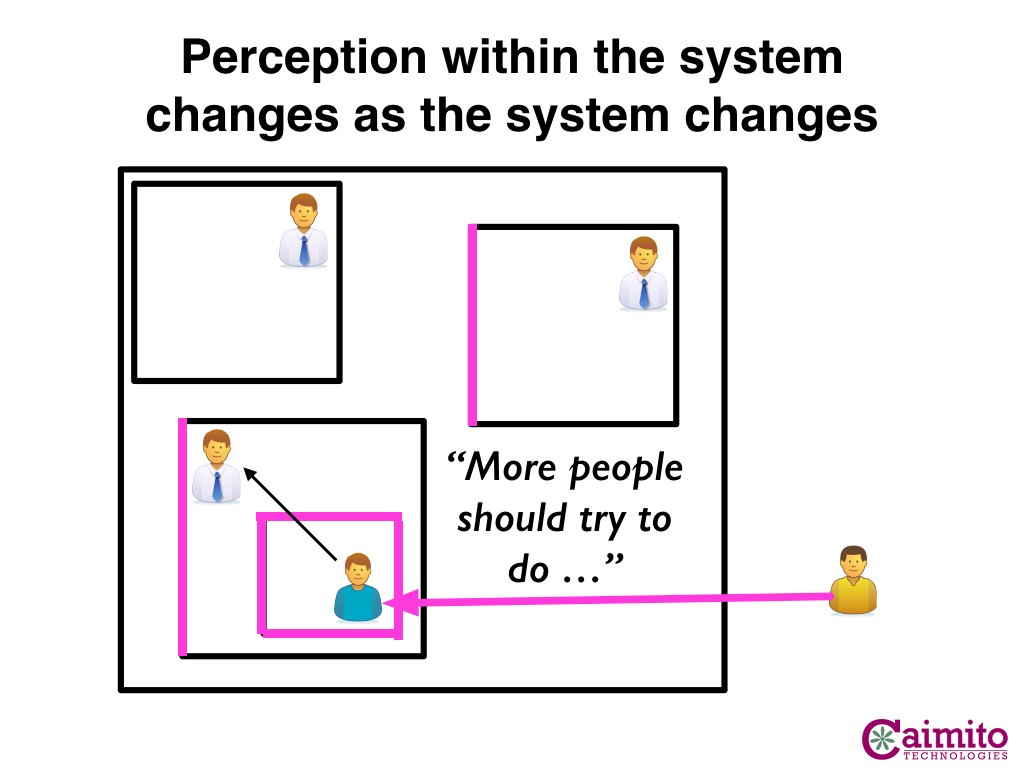 Perception within the system
changes as the system changes
“More people
should try to
do …”
Caimito
TECHNOLOGIES